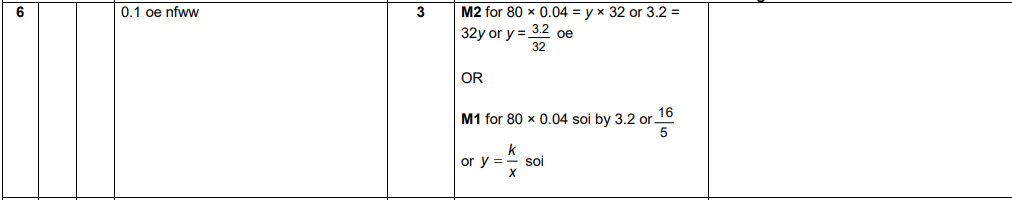 6 0.1 oe nfww 3 M2 for 80 × 0.04 = y × 32 or 3.2 =
32y or y = 3.2/32 oe
OR
M1 for 80 × 0.04 soi by 3.2 or 16/5
or y = k/x soi